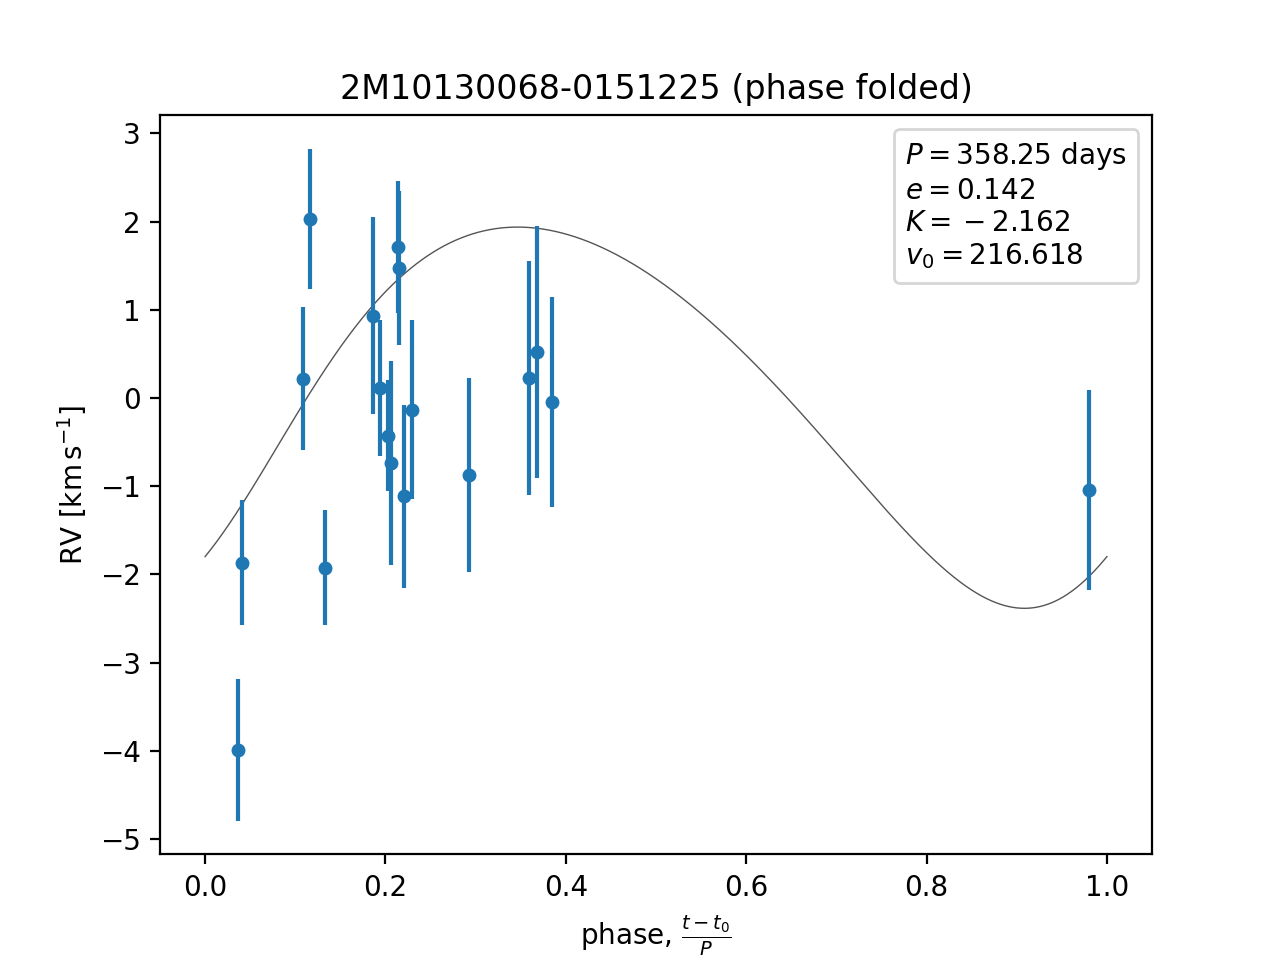 2M10130068-0151225 (phase folded)
P = 358.25 days
e = 0.142
K = −2.162
v₀ = 216.618
3
2
1
0
−1
−2
−3
−4
−5
RV [km s⁻¹]
0.0 0.2 0.4 0.6 0.8 1.0
phase, (t − t₀)/P